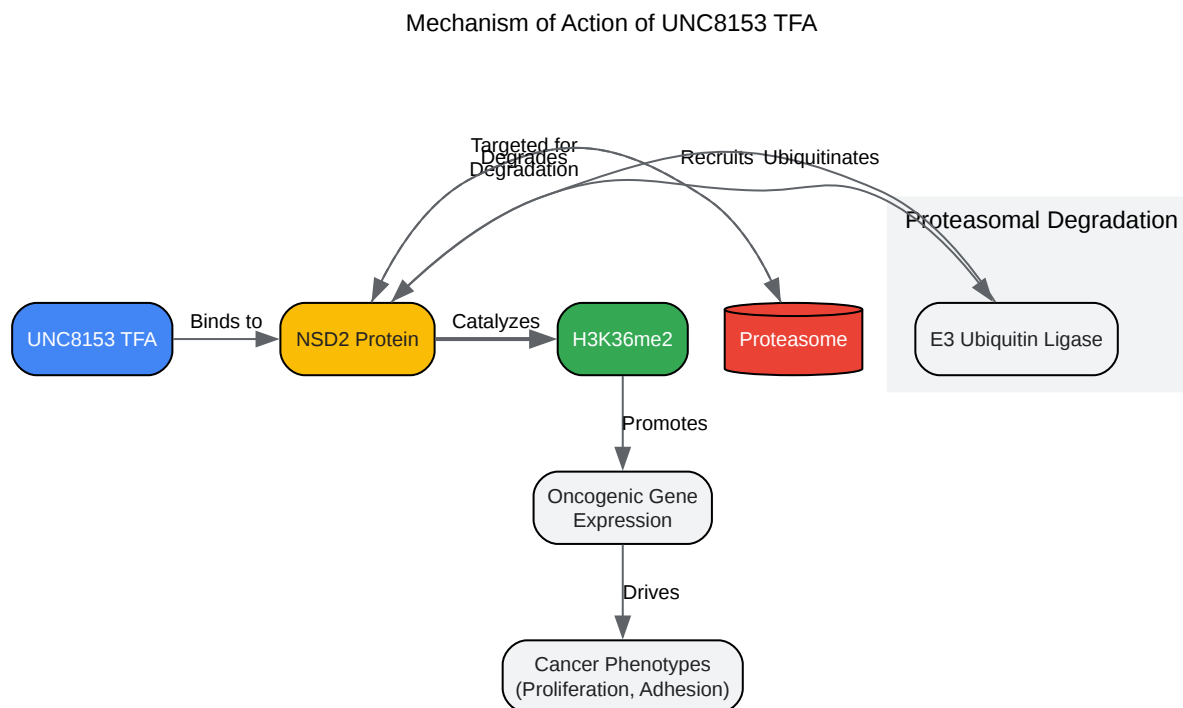 Mechanism of Action of UNC8153 TFA
Targeted for
Degradation
Degrades
Recruits
Ubiquitinates
Proteasomal Degradation
UNC8153 TFA
Binds to
NSD2 Protein
Catalyzes
H3K36me2
Proteasome
E3 Ubiquitin Ligase
Promotes
Oncogenic Gene
Expression
Drives
Cancer Phenotypes
(Proliferation, Adhesion)